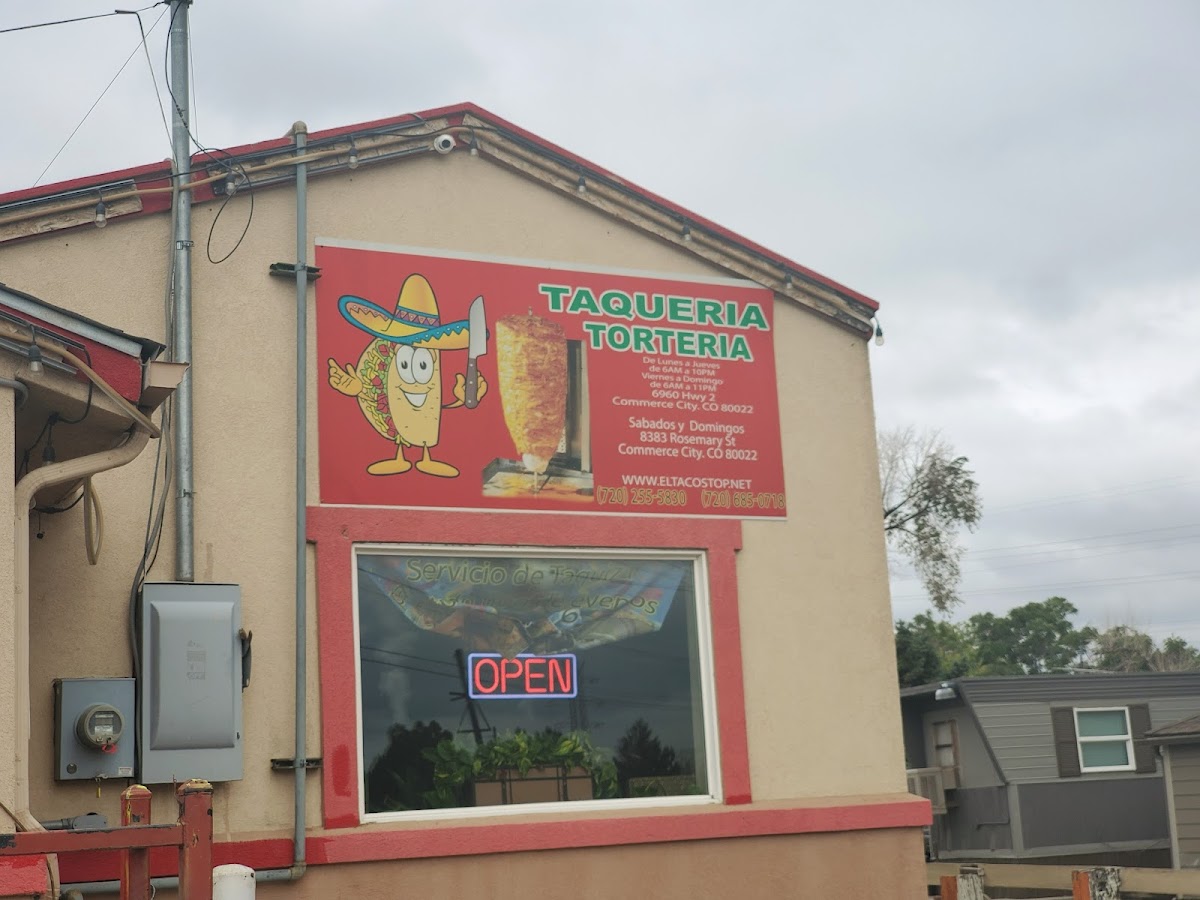 TAQUERIA
TORTERIA
De Lunes a Jueves
de 6AM a 10PM
Viernes a Domingo
de 6AM a 11PM
6960 Hwy 2
Commerce City. CO 80022
Sabados y Domingos
8383 Rosemary St
Commerce City. CO 80022
WWW.ELTACOSTOP.NET
(720) 255-5830 (720) 685-0718
Servicio de
OPEN